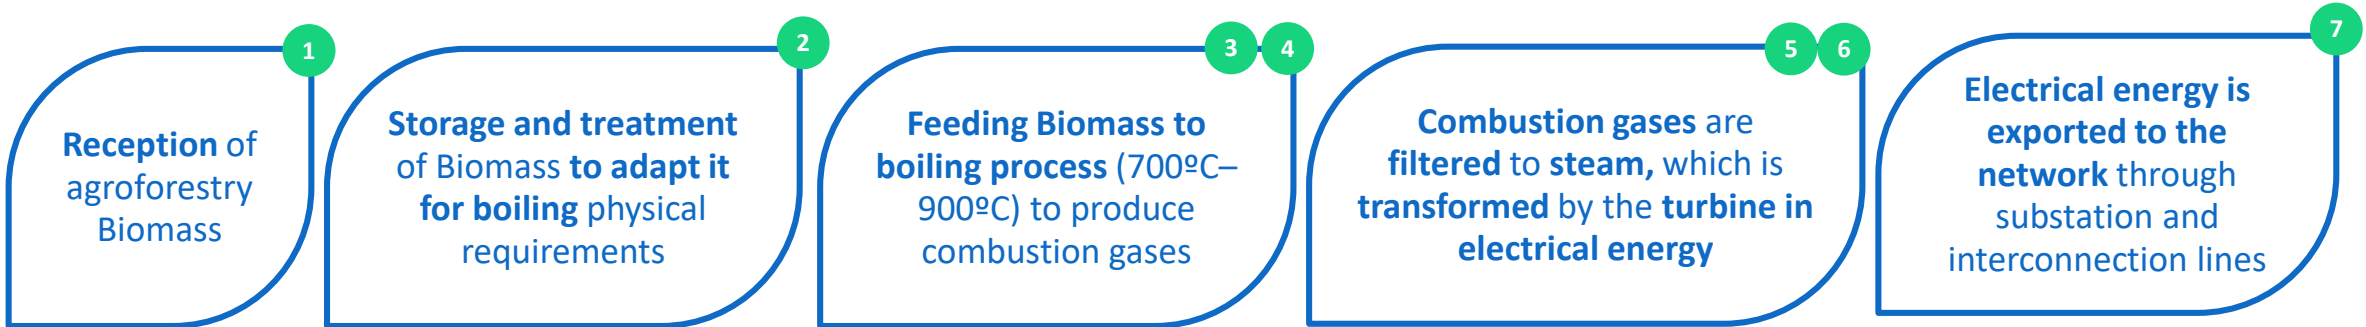 1
Reception of
agroforestry
Biomass
2
Storage and treatment
of Biomass to adapt it
for boiling physical
requirements
3 4
Feeding Biomass to
boiling process (700ºC–
900ºC) to produce
combustion gases
5 6
Combustion gases are
filtered to steam, which is
transformed by the turbine in
electrical energy
7
Electrical energy is
exported to the
network through
substation and
interconnection lines